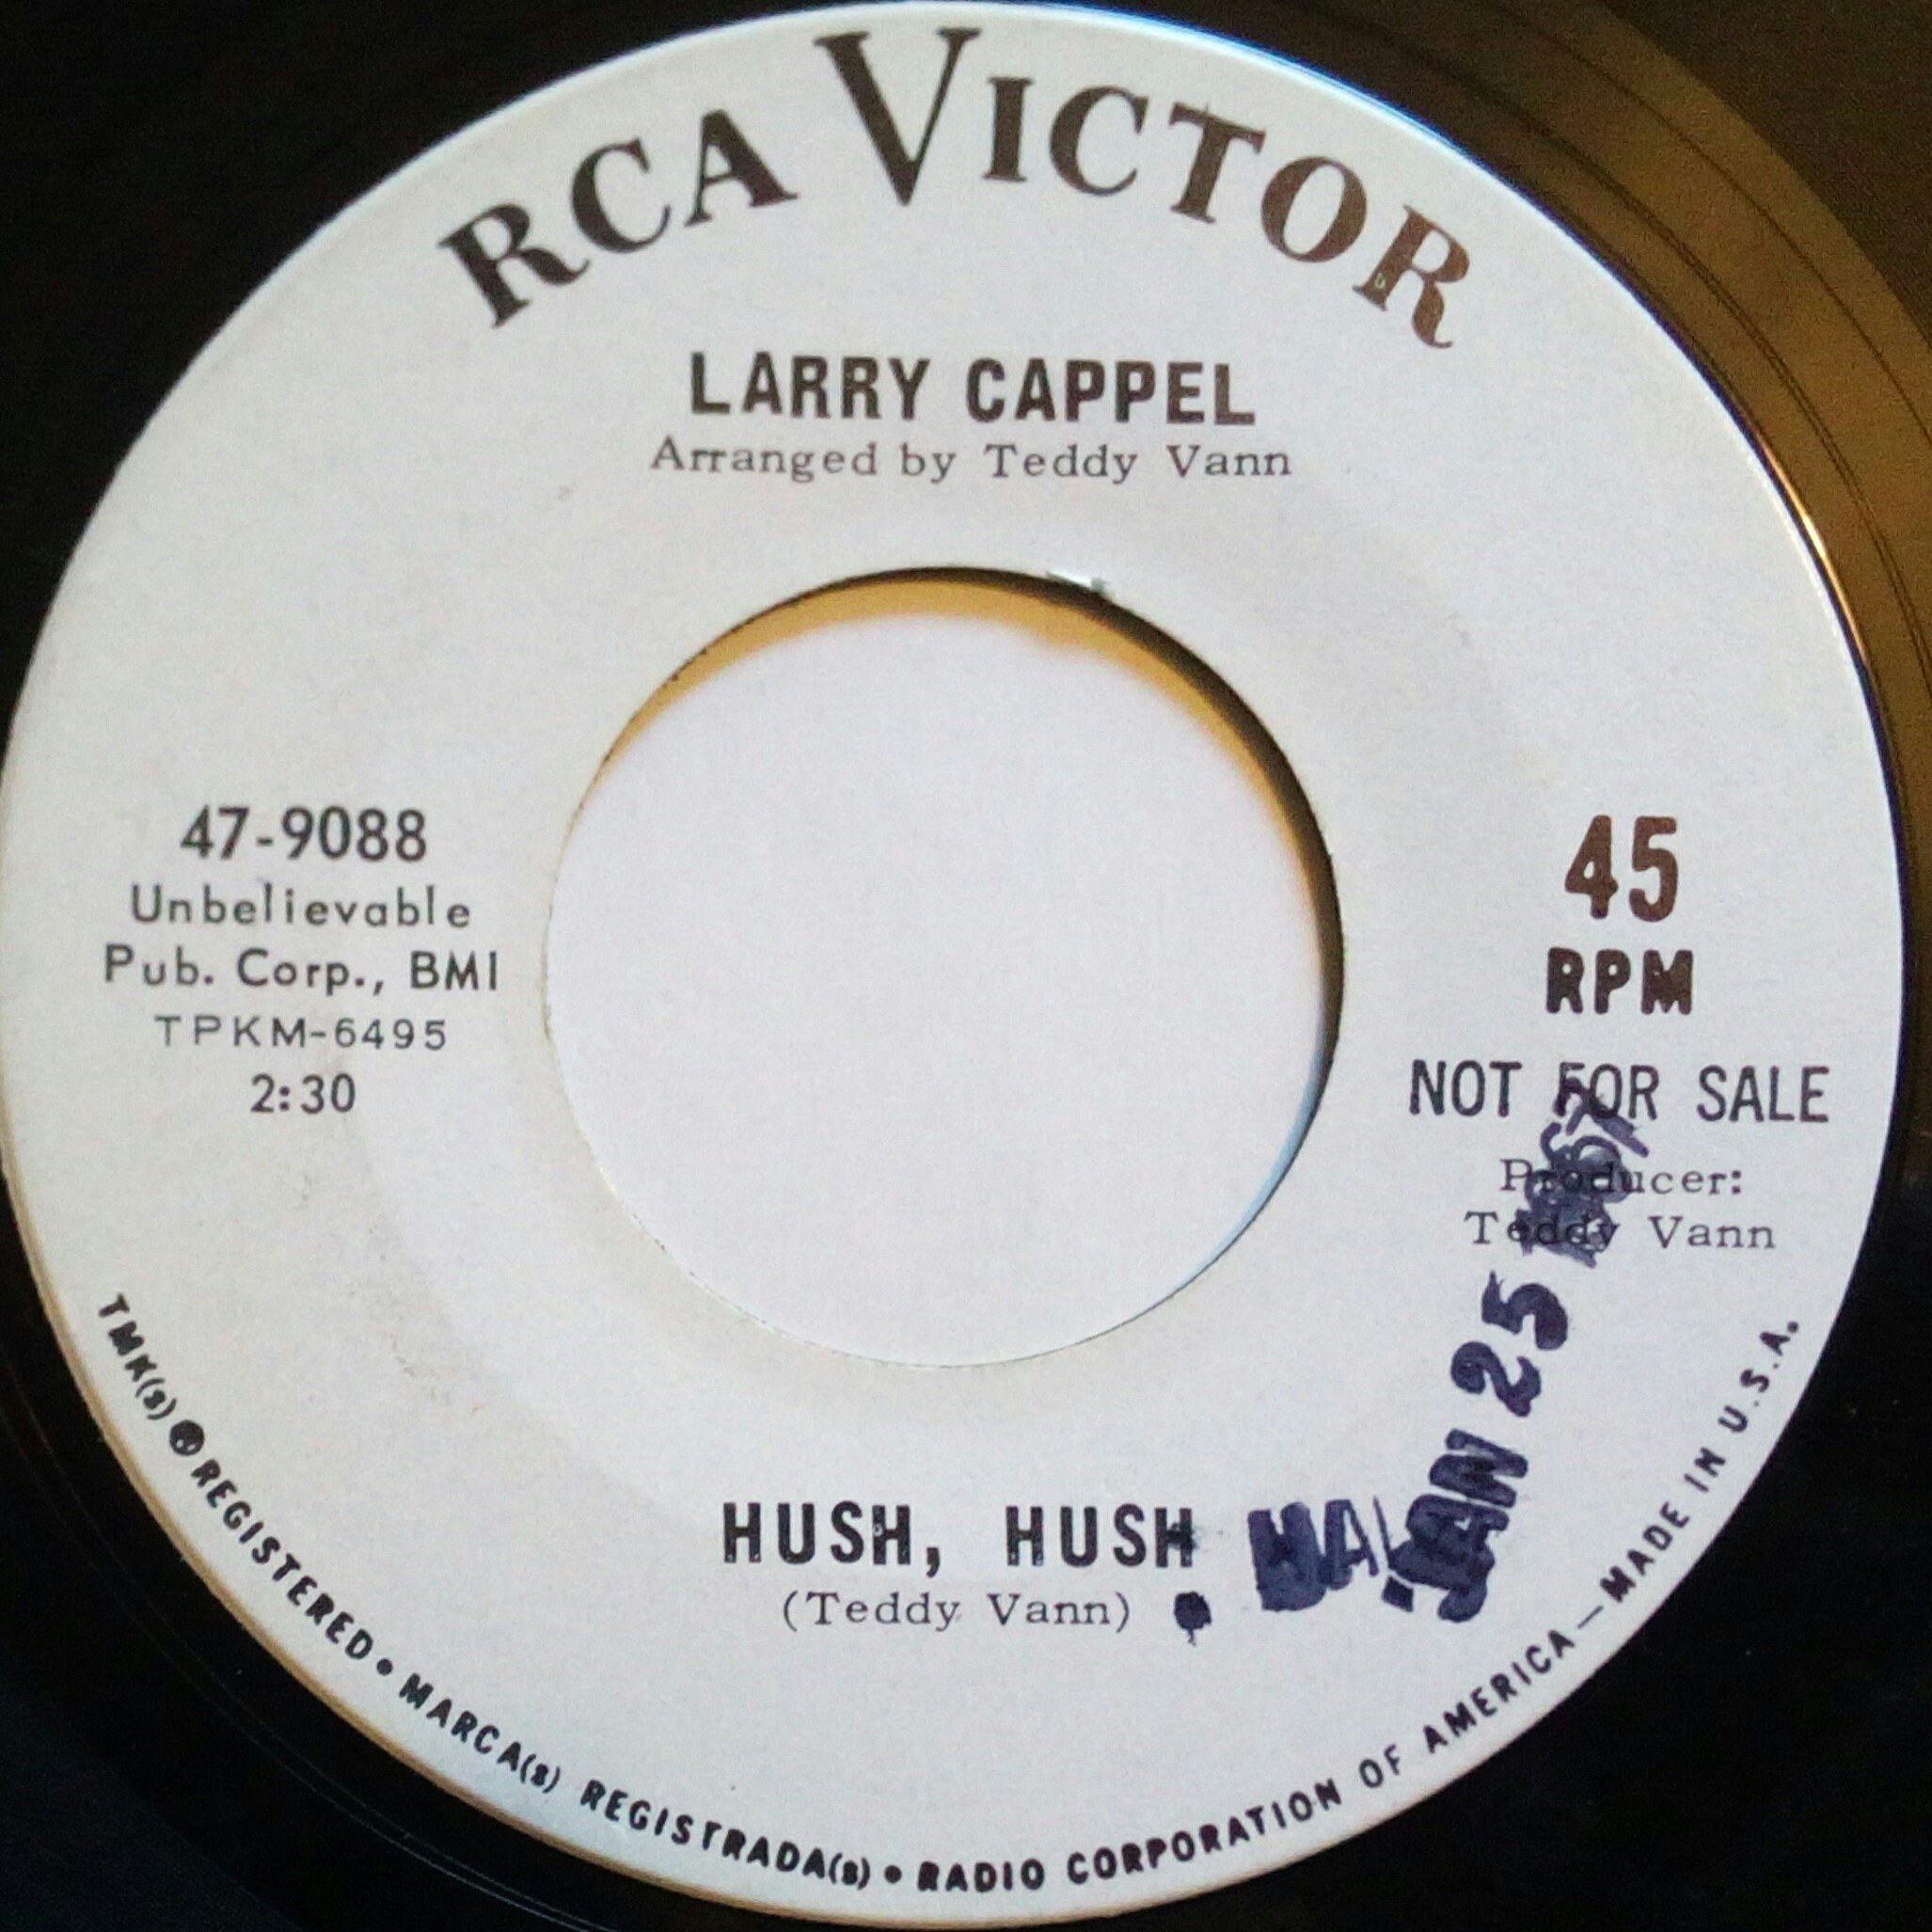 RCA VICTOR
LARRY CAPPEL
Arranged by Teddy Vann
47-9088
Unbelievable
Pub. Corp., BMI
TPKM-6495
2:30
45
RPM
NOT FOR SALE
Producer:
Teddy Vann
JAN 25
HUSH, HUSH
(Teddy Vann)
TMK(s) REGISTERED • MARCA(s) REGISTRADA(s) • RADIO CORPORATION OF AMERICA—MADE IN U.S.A.